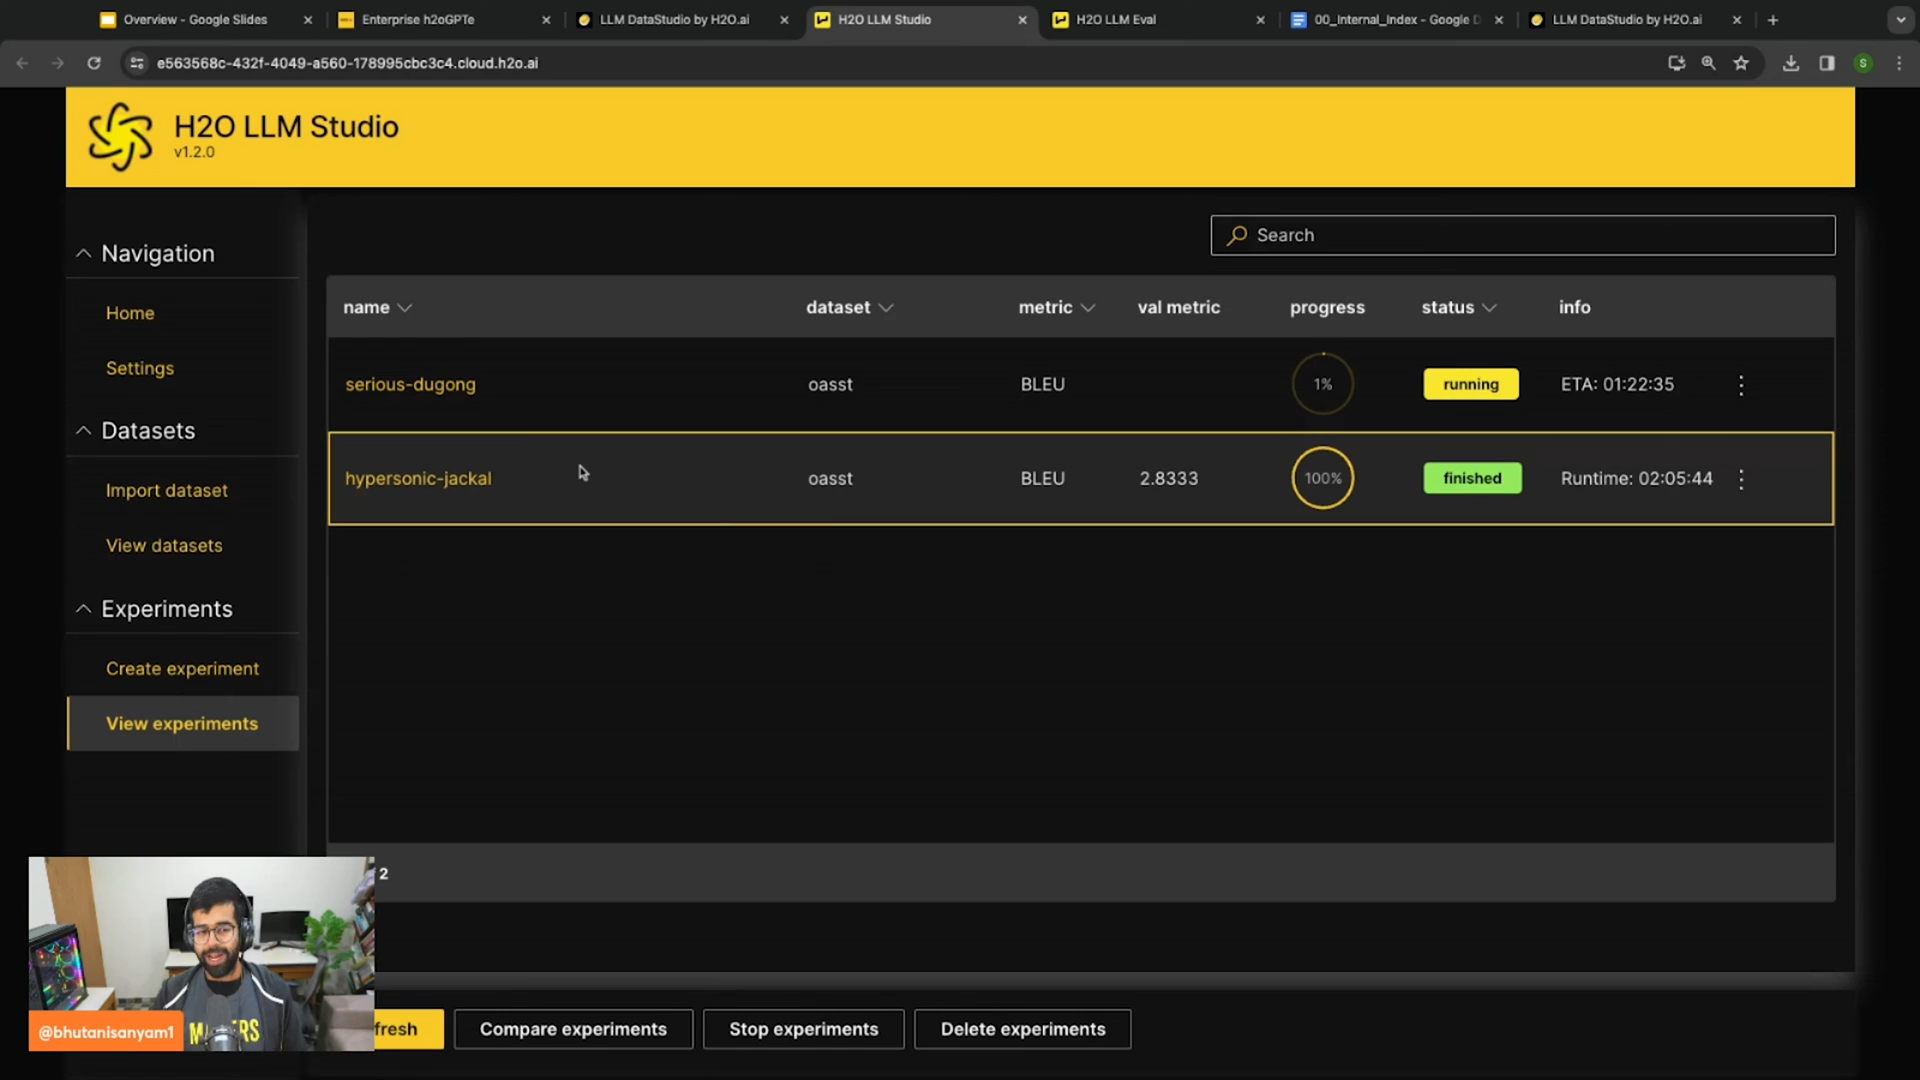 Overview - Google Slides
Enterprise h2oGPTe
LLM DataStudio by H2O.ai
H2O LLM Studio
H2O LLM Eval
00_Internal_Index - Google D
LLM DataStudio by H2O.ai
e563568c-432f-4049-a560-178995cbc3c4.cloud.h2o.ai
S
H2O LLM Studio
v1.2.0
Navigation
Home
Settings
Datasets
Import dataset
View datasets
Experiments
Create experiment
View experiments
Search
name dataset metric val metric progress status info
serious-dugong oasst BLEU 1% running ETA: 01:22:35
hypersonic-jackal oasst BLEU 2.8333 100% finished Runtime: 02:05:44
2
fresh
Compare experiments
Stop experiments
Delete experiments
@bhutanisanyam1